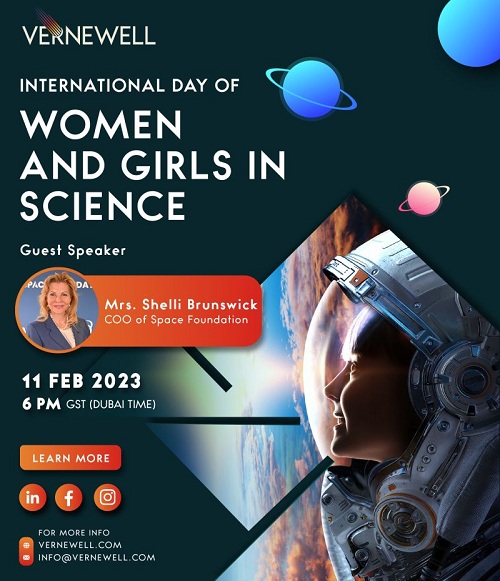 VERNEWELL
INTERNATIONAL DAY OF
WOMEN
AND GIRLS IN
SCIENCE
Guest Speaker
Mrs. Shelli Brunswick
COO of Space Foundation
11 FEB 2023
6 PM GST (DUBAI TIME)
LEARN MORE
in f
FOR MORE INFO
VERNEWELL.COM
INFO@VERNEWELL.COM